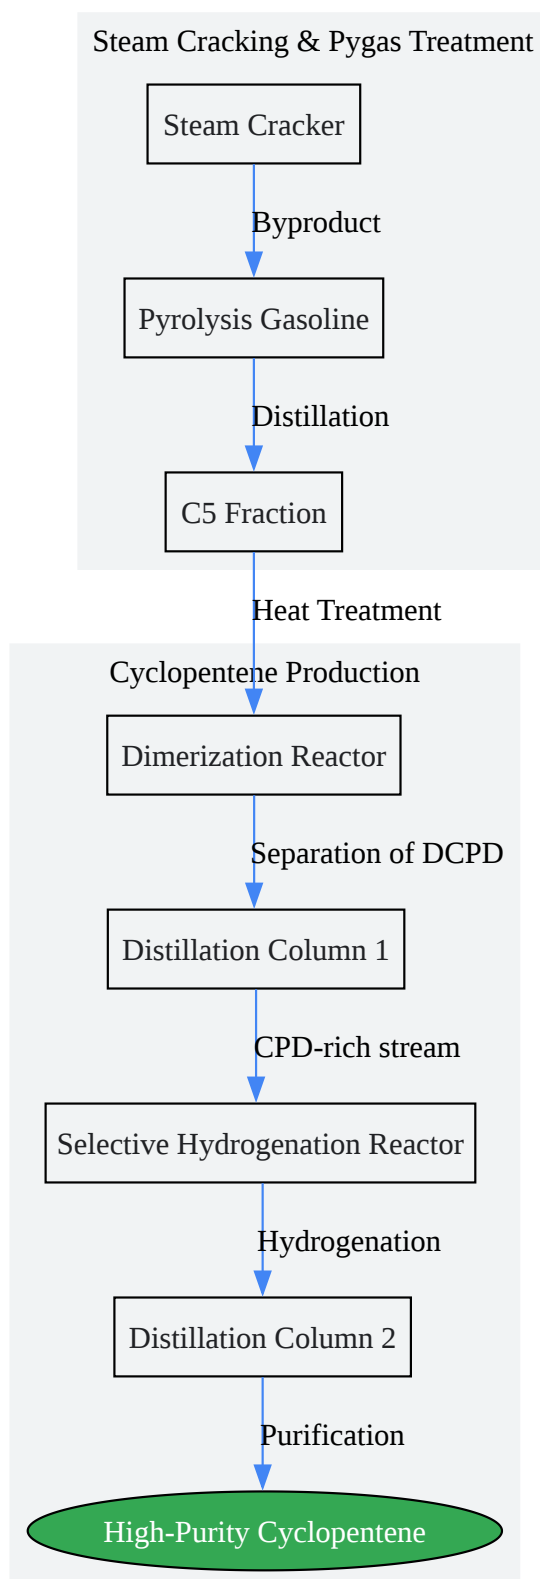 Steam Cracking & Pygas Treatment
Steam Cracker
Byproduct
Pyrolysis Gasoline
Distillation
C5 Fraction
Heat Treatment
Cyclopentene Production
Dimerization Reactor
Separation of DCPD
Distillation Column 1
CPD-rich stream
Selective Hydrogenation Reactor
Hydrogenation
Distillation Column 2
Purification
High-Purity Cyclopentene